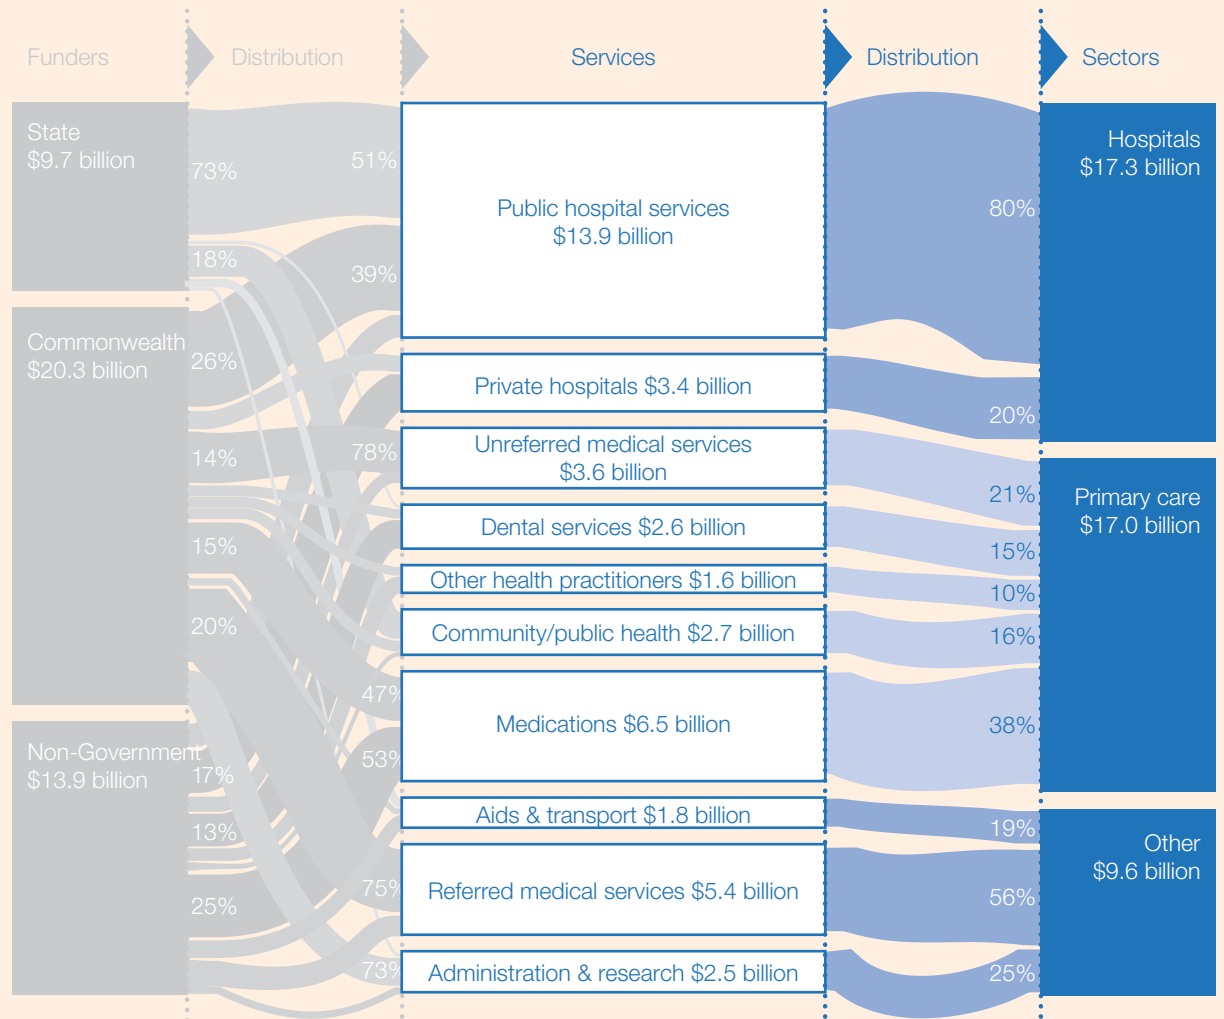 Funders
Distribution
Services
Distribution
Sectors
State
$9.7 billion
Commonwealth
$20.3 billion
Non-Government
$13.9 billion
73%
18%
26%
14%
15%
20%
17%
13%
25%
51%
39%
78%
47%
53%
75%
73%
Public hospital services
$13.9 billion
Private hospitals $3.4 billion
Unreferred medical services
$3.6 billion
Dental services $2.6 billion
Other health practitioners $1.6 billion
Community/public health $2.7 billion
Medications $6.5 billion
Aids & transport $1.8 billion
Referred medical services $5.4 billion
Administration & research $2.5 billion
80%
20%
21%
15%
10%
16%
38%
19%
56%
25%
Hospitals
$17.3 billion
Primary care
$17.0 billion
Other
$9.6 billion